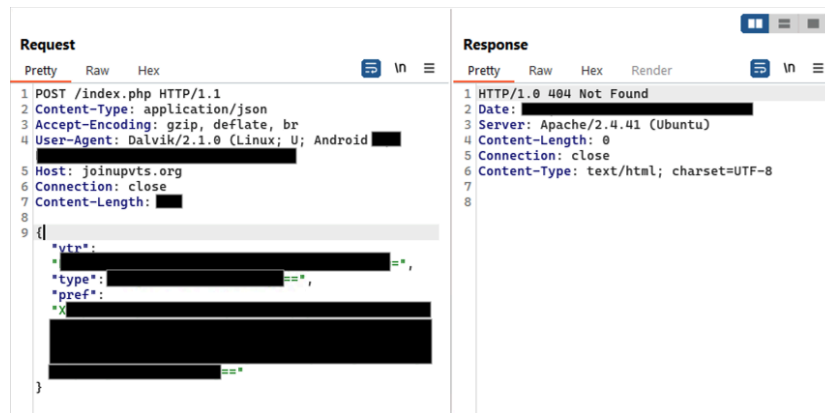 Request
Pretty Raw Hex \n
1 POST /index.php HTTP/1.1
2 Content-Type: application/json
3 Accept-Encoding: gzip, deflate, br
4 User-Agent: Dalvik/2.1.0 (Linux; U; Android
5 Host: joinupvts.org
6 Connection: close
7 Content-Length:
8
9 {
"vtr":
"=",
"type": ==",
"pref":
"X
=="
}
Response
Pretty Raw Hex Render \n
1 HTTP/1.0 404 Not Found
2 Date:
3 Server: Apache/2.4.41 (Ubuntu)
4 Content-Length: 0
5 Connection: close
6 Content-Type: text/html; charset=UTF-8
7
8